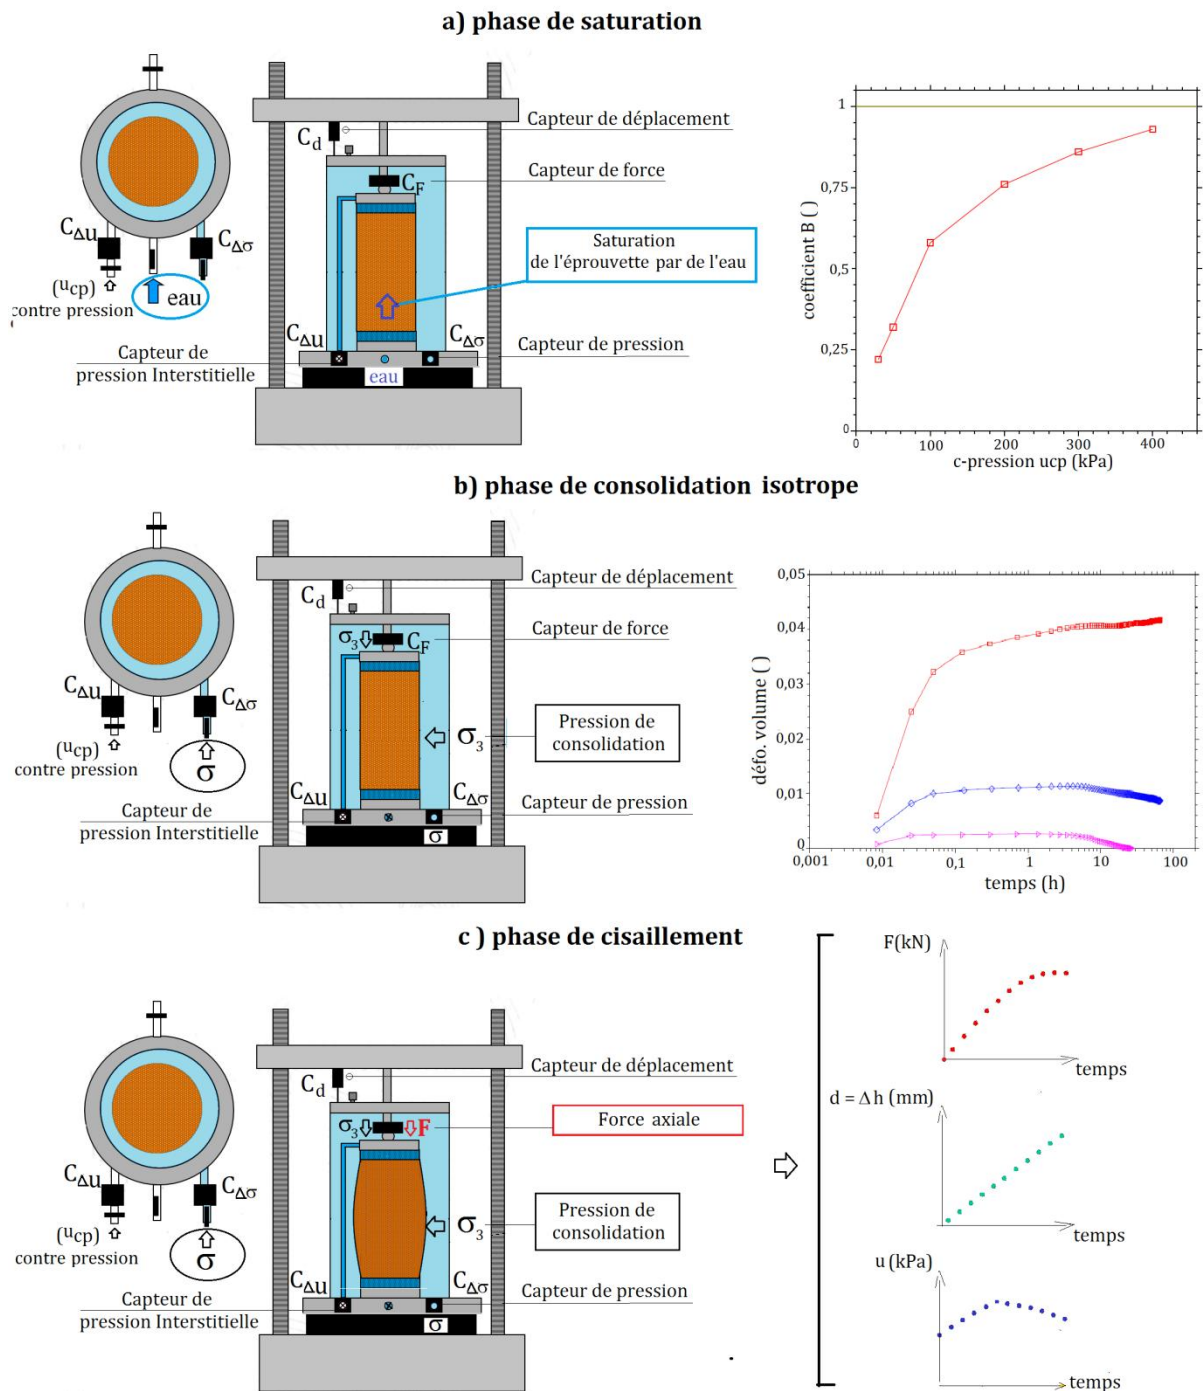 a) phase de saturation
Capteur de déplacement
Cd
Capteur de force
CF
CΔu
CΔσ
Saturation
de l'éprouvette par de l'eau
(ucp)
contre pression
eau
CΔu
CΔσ
Capteur de
pression Interstitielle
Capteur de pression
eau
1
0,75
0,5
0,25
0
coefficient B ( )
0
100
200
300
400
c-pression ucp (kPa)
b) phase de consolidation isotrope
Capteur de déplacement
Cd
Capteur de force
σ3
CF
CΔu
CΔσ
Pression de
consolidation
σ3
(ucp)
contre pression
σ
CΔu
CΔσ
Capteur de
pression Interstitielle
Capteur de pression
σ
0,05
0,04
0,03
0,02
0,01
0
défo. volume ( )
0,001
0,01
0,1
1
10
100
temps (h)
c ) phase de cisaillement
Capteur de déplacement
Cd
Force axiale
σ3
F
CΔu
CΔσ
Pression de
consolidation
σ3
(ucp)
contre pression
σ
CΔu
CΔσ
Capteur de
pression Interstitielle
Capteur de pression
σ
F(kN)
temps
d = Δ h (mm)
temps
u (kPa)
temps